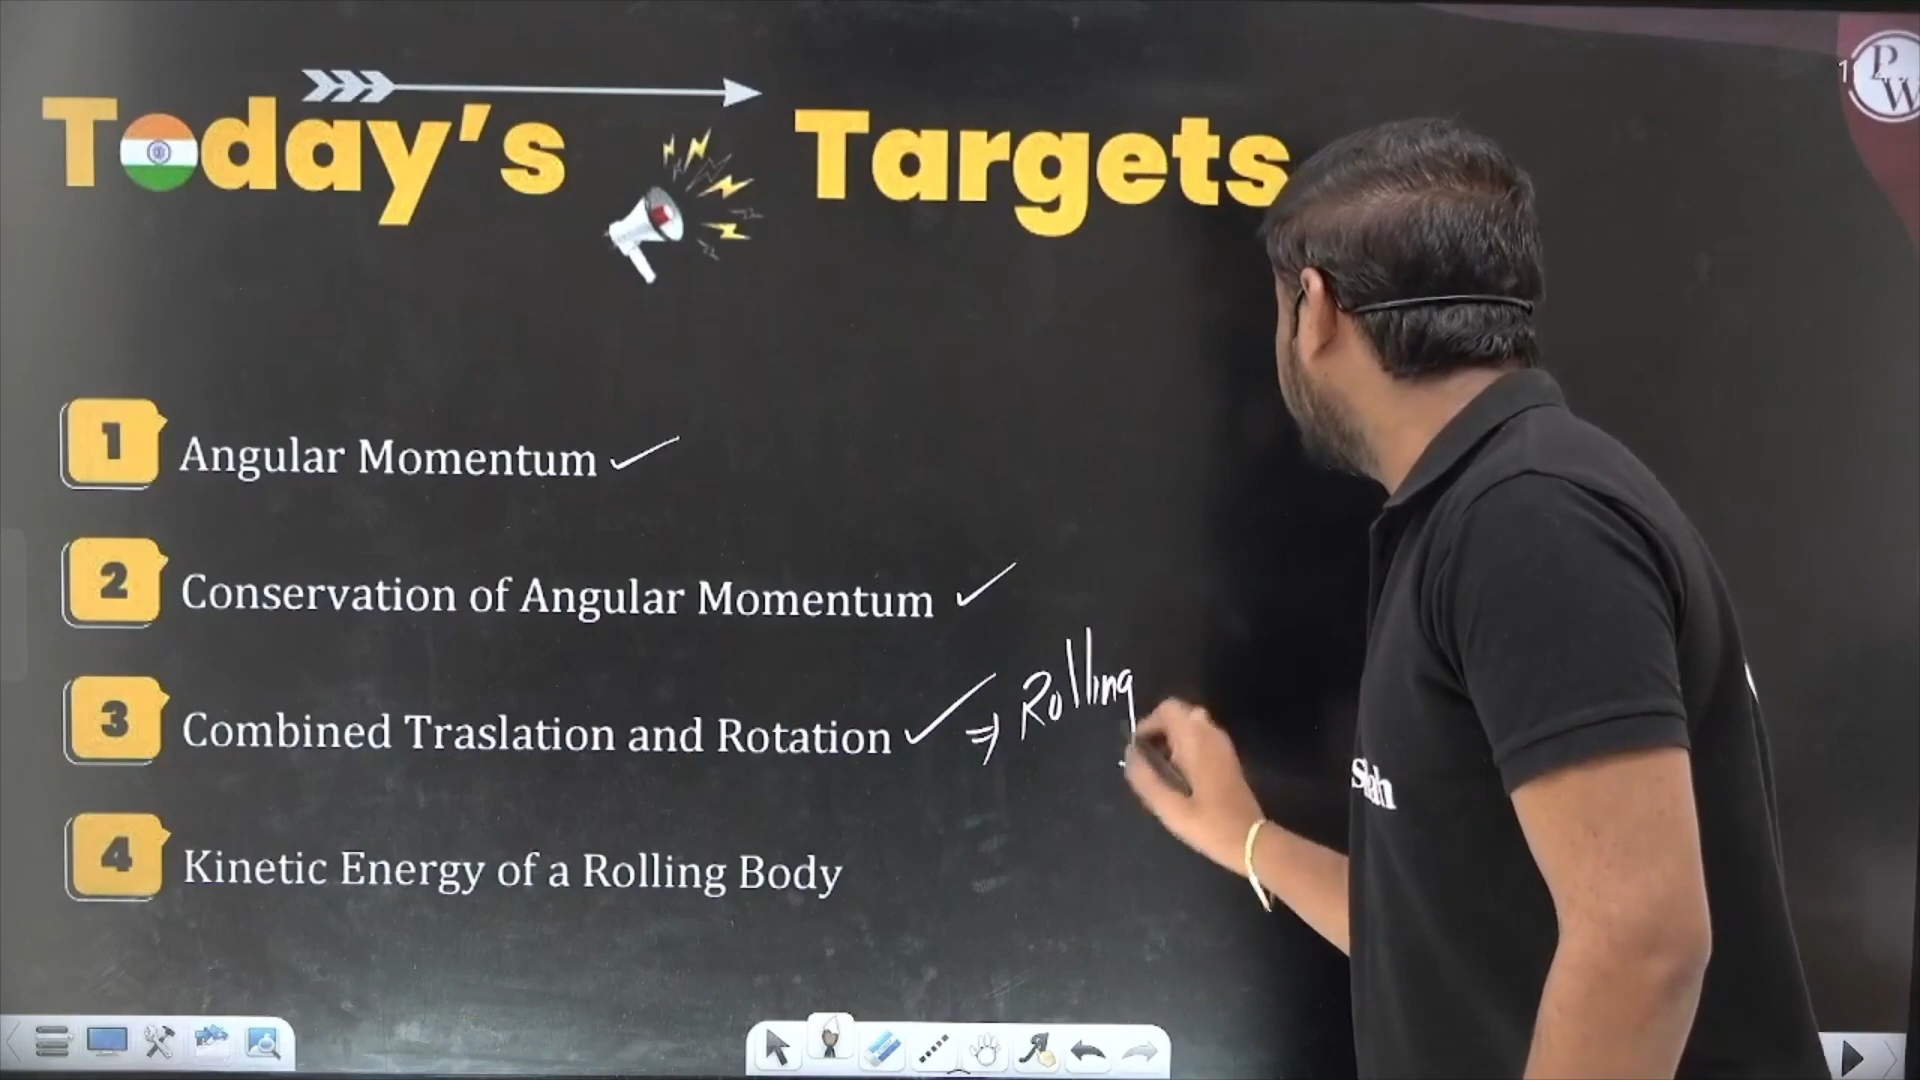 Today's Targets
PW
1 Angular Momentum
2 Conservation of Angular Momentum
3 Combined Traslation and Rotation ⇒ Rolling
4 Kinetic Energy of a Rolling Body